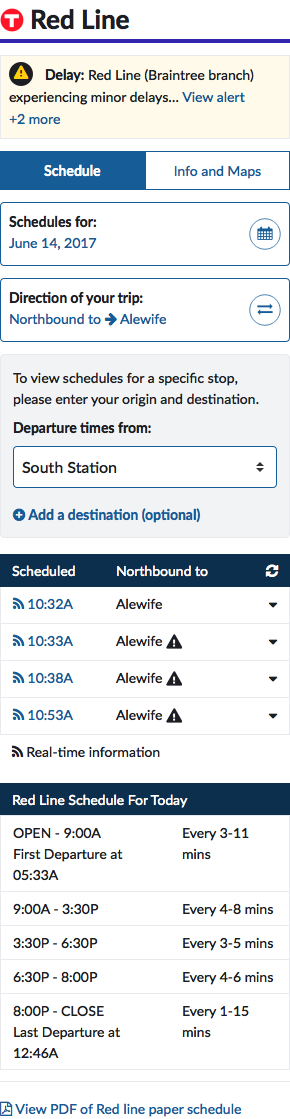 T Red Line
Delay: Red Line (Braintree branch)
experiencing minor delays... View alert
+2 more
Schedule Info and Maps
Schedules for:
June 14, 2017
Direction of your trip:
Northbound to → Alewife
To view schedules for a specific stop,
please enter your origin and destination.
Departure times from:
South Station
Add a destination (optional)
Scheduled Northbound to
10:32A Alewife
10:33A Alewife
10:38A Alewife
10:53A Alewife
Real-time information
Red Line Schedule For Today
OPEN - 9:00A Every 3-11
First Departure at mins
05:33A
9:00A - 3:30P Every 4-8 mins
3:30P - 6:30P Every 3-5 mins
6:30P - 8:00P Every 4-6 mins
8:00P - CLOSE Every 1-15
Last Departure at mins
12:46A
View PDF of Red line paper schedule